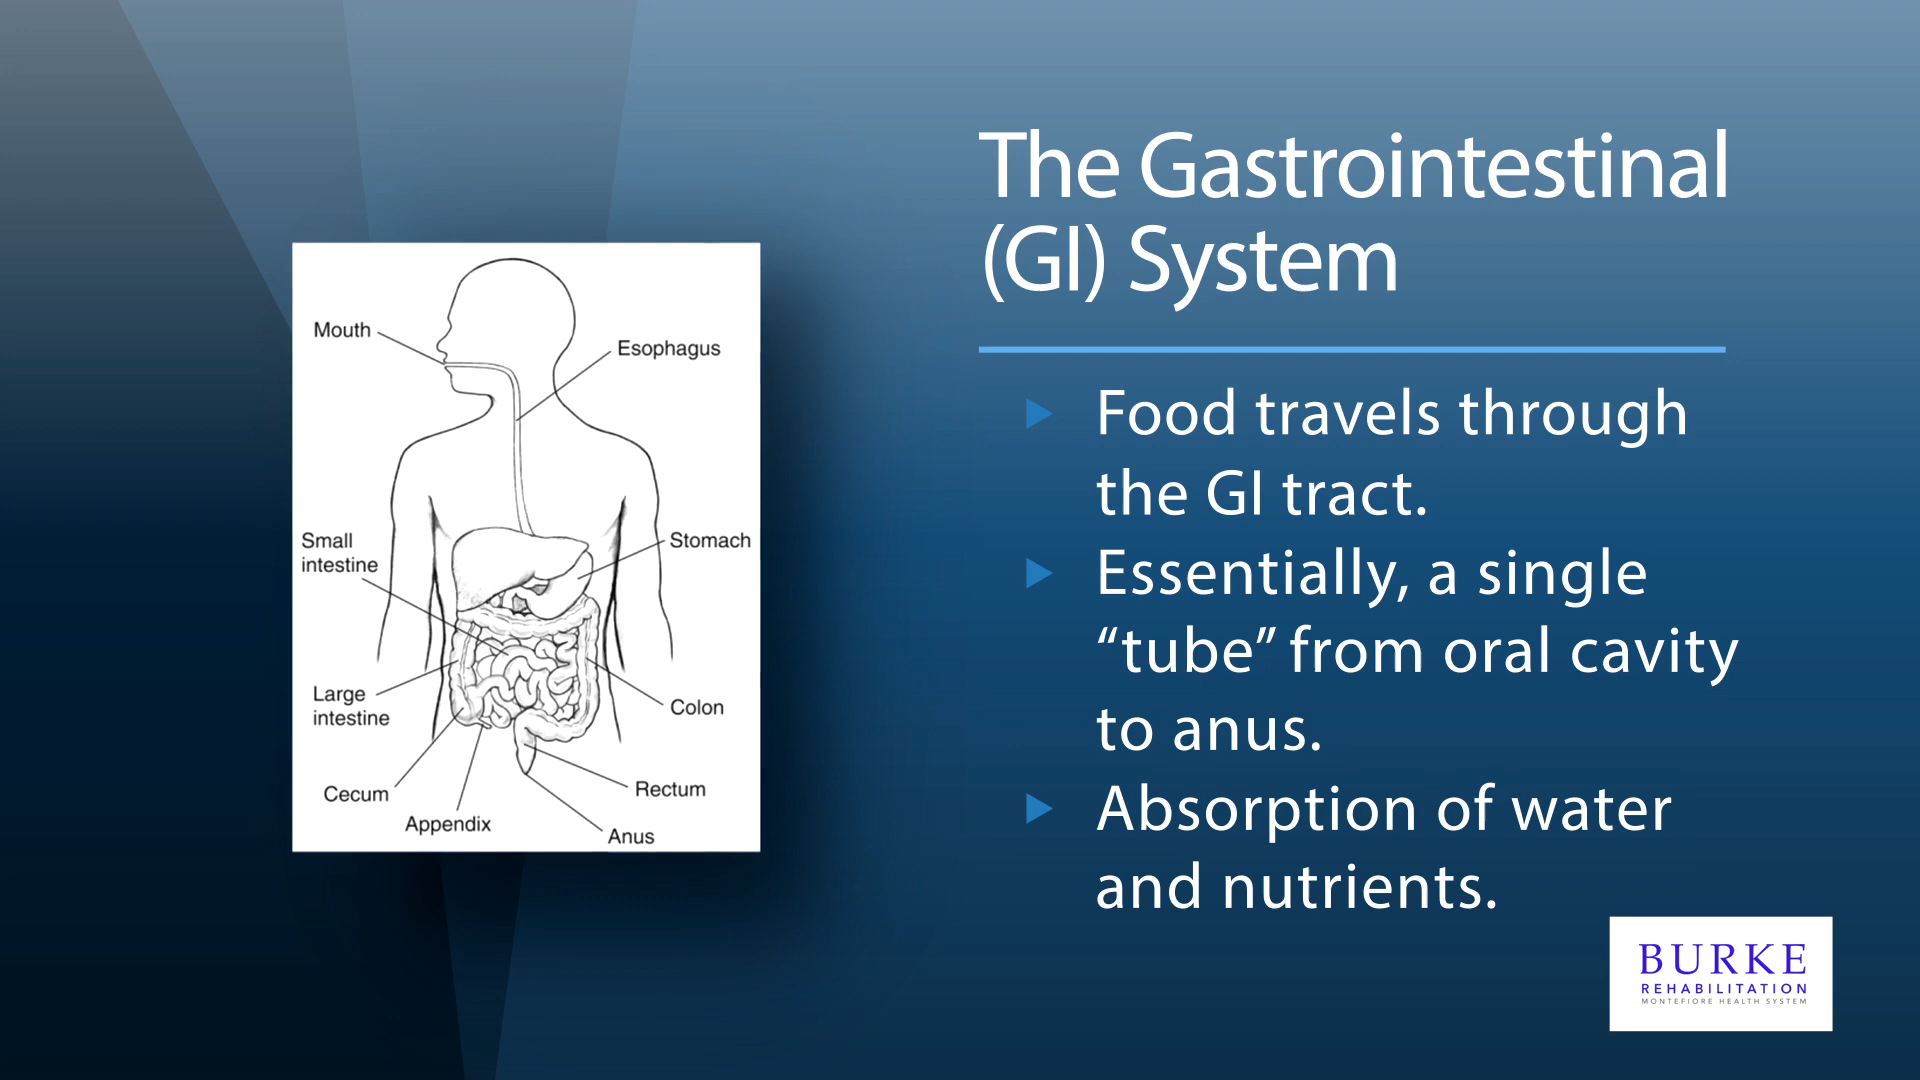 The Gastrointestinal
(GI) System
Mouth
Esophagus
Small
intestine
Stomach
Large
intestine
Colon
Cecum
Rectum
Appendix
Anus
Food travels through
the GI tract.
Essentially, a single
“tube” from oral cavity
to anus.
Absorption of water
and nutrients.
BURKE
REHABILITATION
MONTEFIORE HEALTH SYSTEM